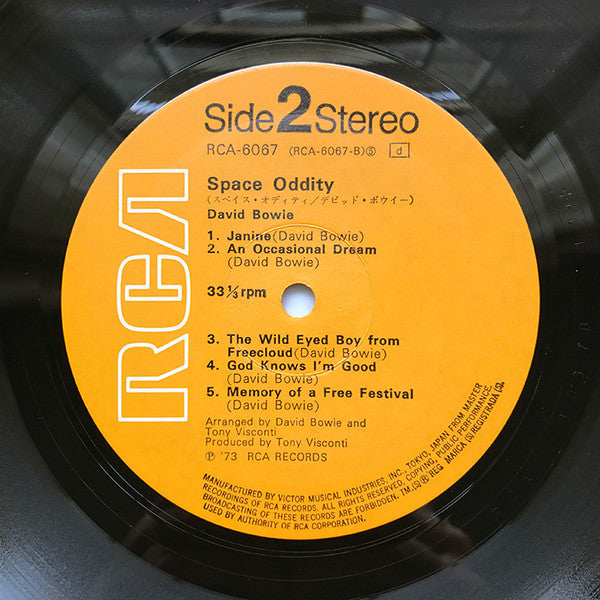 Side 2 Stereo
RCA-6067 (RCA-6067-B)Ⓢ d
Space Oddity
(スペイス・オディティ/デビッド・ボウイー)
David Bowie
1. Janine(David Bowie)
2. An Occasional Dream
(David Bowie)
33⅓rpm
3. The Wild Eyed Boy from
Freecloud(David Bowie)
4. God Knows I'm Good
(David Bowie)
5. Memory of a Free Festival
(David Bowie)
Arranged by David Bowie and
Tony Visconti
Produced by Tony Visconti
℗ '73 RCA RECORDS
RCA
MANUFACTURED BY VICTOR MUSICAL INDUSTRIES, INC., TOKYO, JAPAN FROM MASTER
RECORDINGS OF RCA RECORDS. ALL RIGHTS RESERVED, COPYING, PUBLIC PERFORMANCE,
BROADCASTING OF THESE RECORDS ARE FORBIDDEN. TM.(S)® REG MARCA (S) REGISTRADA (S).
USED BY AUTHORITY OF RCA CORPORATION.